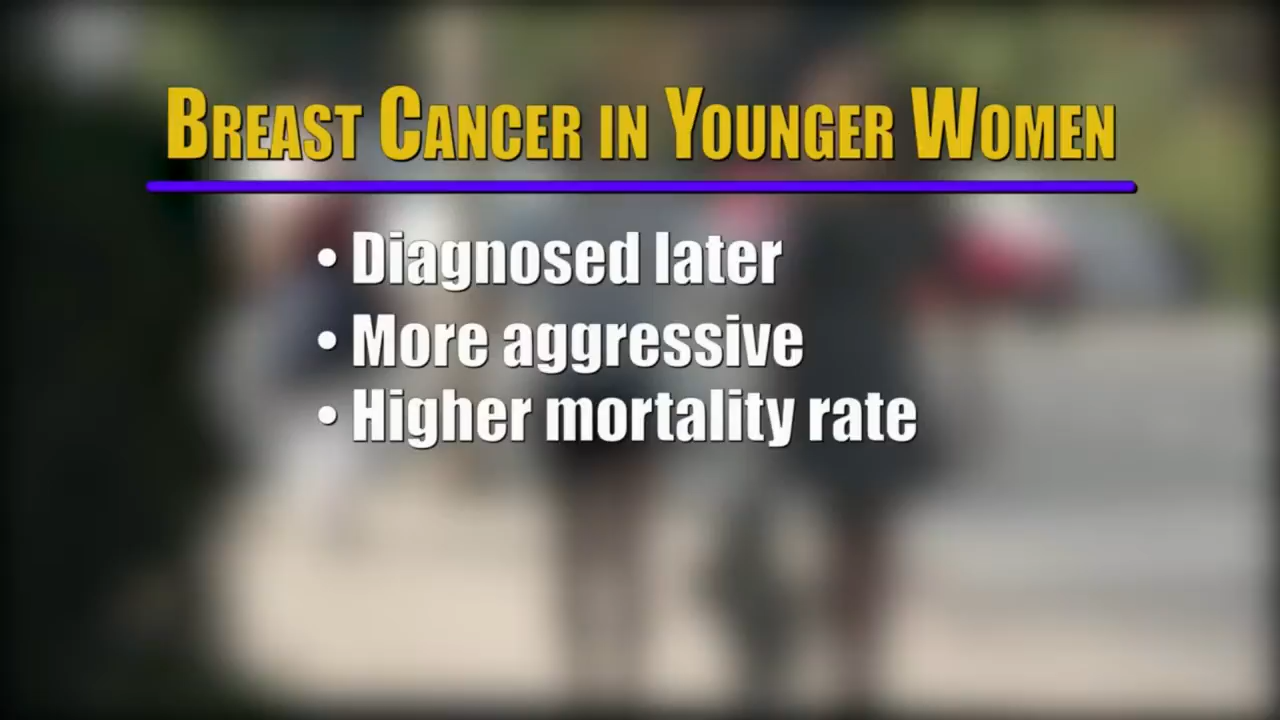 Breast Cancer in Younger Women
• Diagnosed later
• More aggressive
• Higher mortality rate